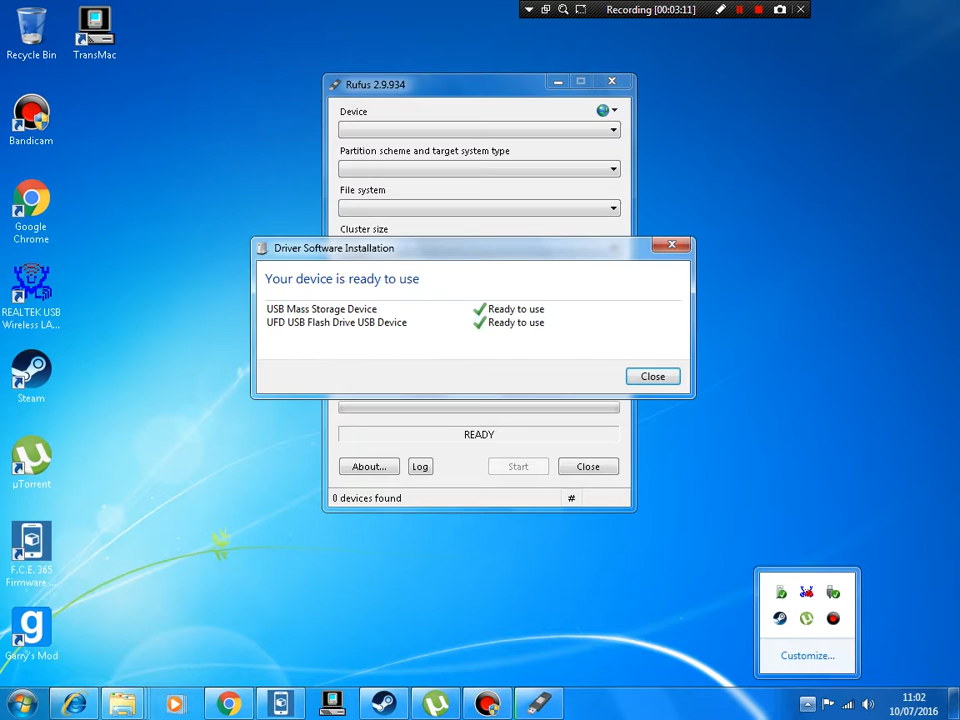 Recording [00:03:11]
Recycle Bin
TransMac
Bandicam
Google
Chrome
REALTEK USB
Wireless LA...
Steam
µTorrent
F.C.E. 365
Firmware ...
Garry's Mod
Rufus 2.9.934
Device
Partition scheme and target system type
File system
Cluster size
Driver Software Installation
Your device is ready to use
USB Mass Storage Device
Ready to use
UFD USB Flash Drive USB Device
Ready to use
Close
READY
About...
Log
Start
Close
0 devices found
#
Customize...
11:02
10/07/2016